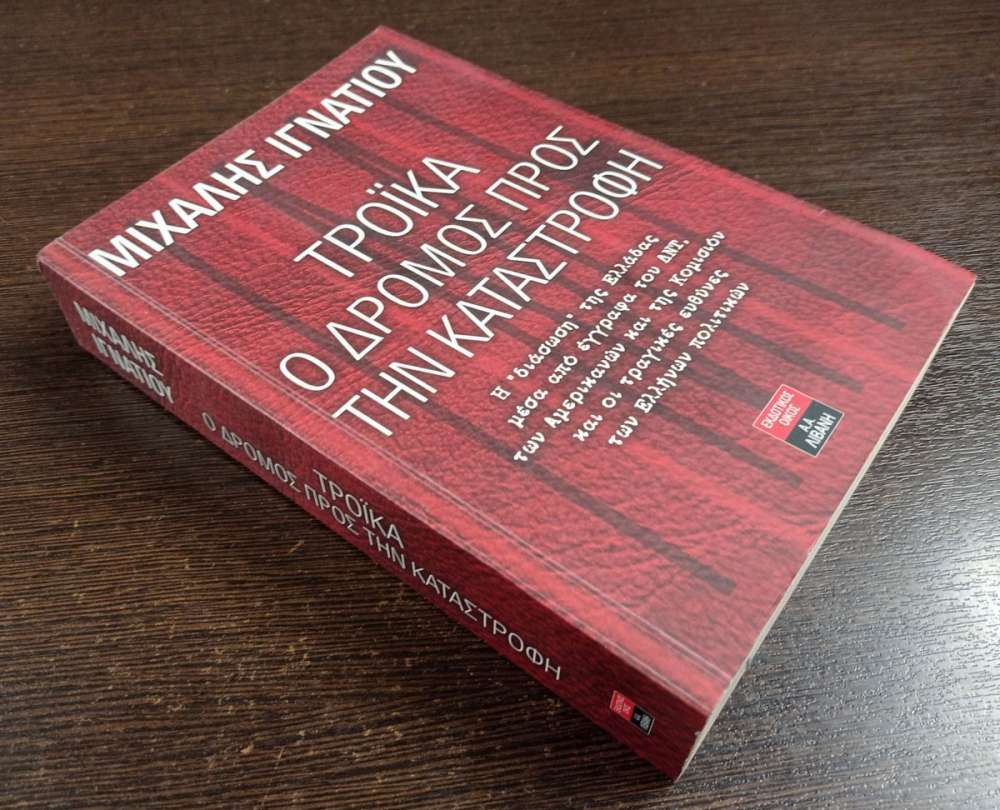 ΜΙΧΑΛΗΣ ΙΓΝΑΤΙΟΥ
ΤΡΟΪΚΑ
Ο ΔΡΟΜΟΣ ΠΡΟΣ
ΤΗΝ ΚΑΤΑΣΤΡΟΦΗ
Η "διάσωση" της Ελλάδας
μέσα από έγγραφα του ΔΝΤ,
των Αμερικανών και της Κομισιόν
και οι τραγικές ευθύνες
των Ελλήνων πολιτικών
ΕΚΔΟΤΙΚΟΣ
ΟΙΚΟΣ
Α.Α.
ΛΙΒΑΝΗ
ΜΙΧΑΛΗΣ
ΙΓΝΑΤΙΟΥ
ΤΡΟΪΚΑ
Ο ΔΡΟΜΟΣ ΠΡΟΣ ΤΗΝ ΚΑΤΑΣΤΡΟΦΗ